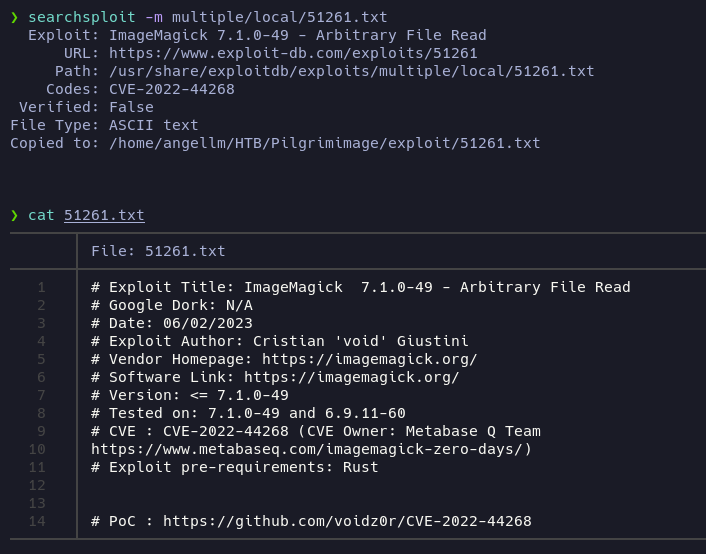 ❯ searchsploit -m multiple/local/51261.txt
Exploit: ImageMagick 7.1.0-49 - Arbitrary File Read
URL: https://www.exploit-db.com/exploits/51261
Path: /usr/share/exploitdb/exploits/multiple/local/51261.txt
Codes: CVE-2022-44268
Verified: False
File Type: ASCII text
Copied to: /home/angellm/HTB/Pilgrimimage/exploit/51261.txt
❯ cat 51261.txt
File: 51261.txt
1 # Exploit Title: ImageMagick  7.1.0-49 - Arbitrary File Read
2 # Google Dork: N/A
3 # Date: 06/02/2023
4 # Exploit Author: Cristian 'void' Giustini
5 # Vendor Homepage: https://imagemagick.org/
6 # Software Link: https://imagemagick.org/
7 # Version: <= 7.1.0-49
8 # Tested on: 7.1.0-49 and 6.9.11-60
9 # CVE : CVE-2022-44268 (CVE Owner: Metabase Q Team
10 https://www.metabaseq.com/imagemagick-zero-days/)
11 # Exploit pre-requirements: Rust
12
13
14 # PoC : https://github.com/voidz0r/CVE-2022-44268